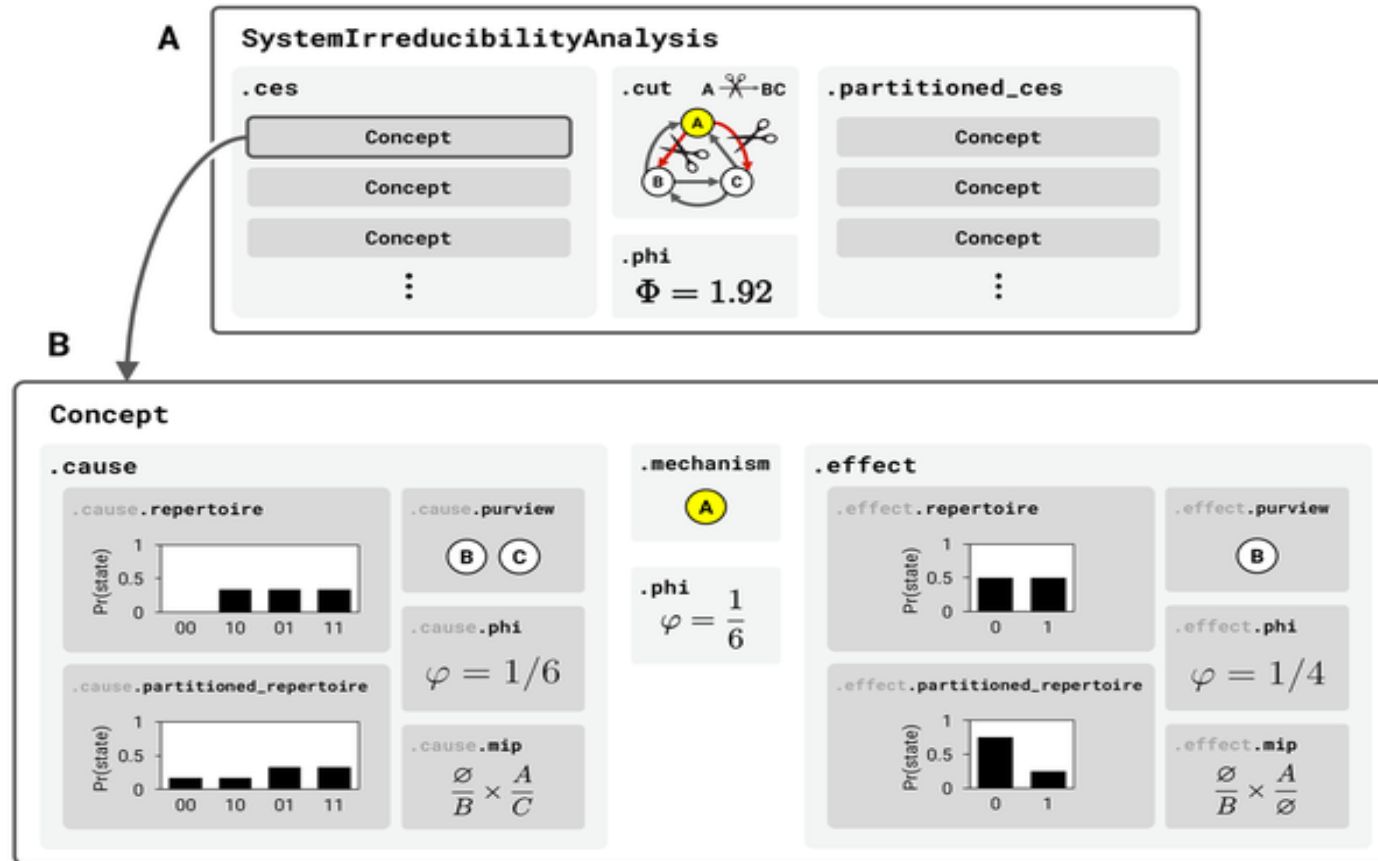 A
SystemIrreducibilityAnalysis
.ces
Concept
Concept
Concept
⋮
.cut
A BC
A
B
C
.phi
Φ = 1.92
.partitioned_ces
Concept
Concept
Concept
⋮
B
Concept
.cause
.cause.repertoire
Pr(state)
1
0.5
0
00 10 01 11
.cause.partitioned_repertoire
Pr(state)
1
0.5
0
00 10 01 11
.cause.purview
B C
.cause.phi
φ = 1/6
.cause.mip
∅/B × A/C
.mechanism
A
.phi
φ = 1/6
.effect
.effect.repertoire
Pr(state)
1
0.5
0
0 1
.effect.partitioned_repertoire
Pr(state)
1
0.5
0
0 1
.effect.purview
B
.effect.phi
φ = 1/4
.effect.mip
∅/B × A/∅